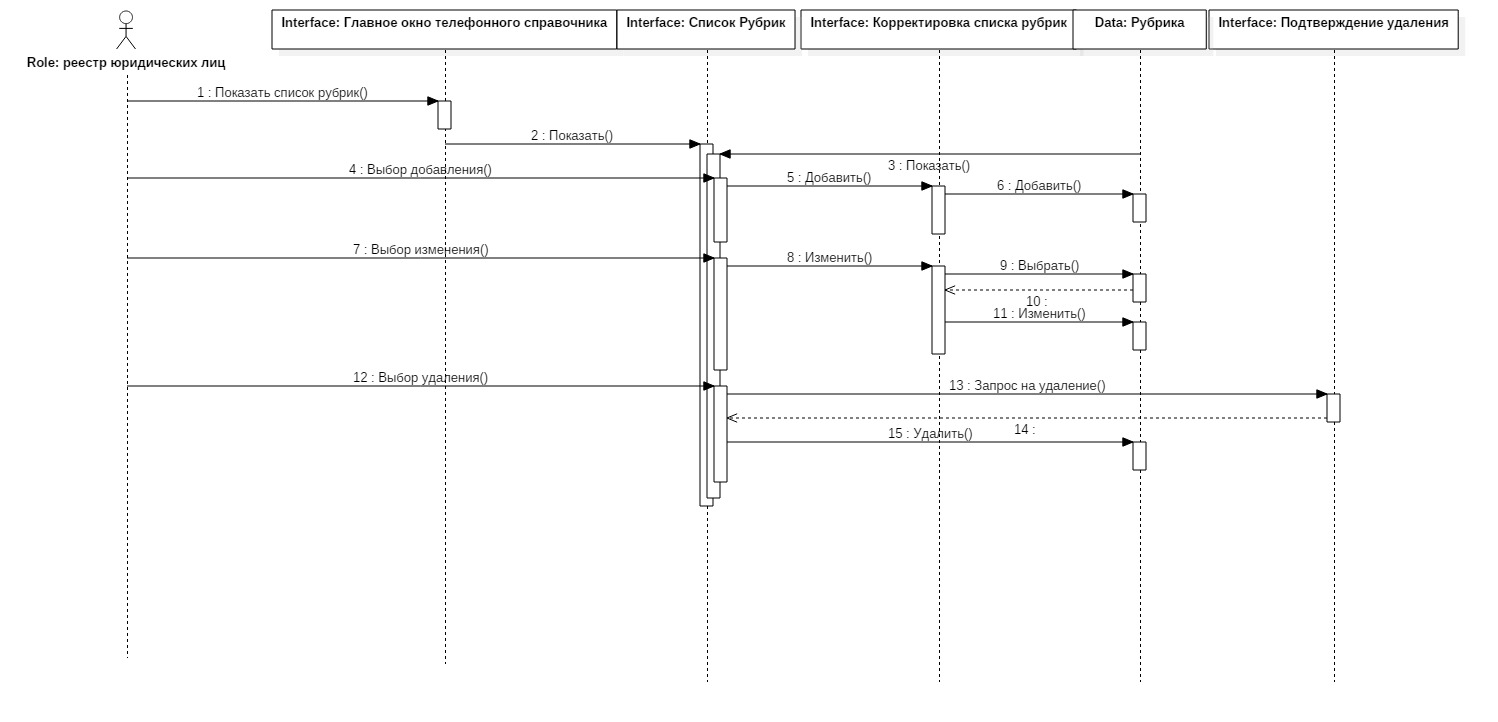 Interface: Главное окно телефонного справочника
Interface: Список Рубрик
Interface: Корректировка списка рубрик
Data: Рубрика
Interface: Подтверждение удаления
Role: реестр юридических лиц
1 : Показать список рубрик()
2 : Показать()
3 : Показать()
4 : Выбор добавления()
5 : Добавить()
6 : Добавить()
7 : Выбор изменения()
8 : Изменить()
9 : Выбрать()
10 :
11 : Изменить()
12 : Выбор удаления()
13 : Запрос на удаление()
14 :
15 : Удалить()